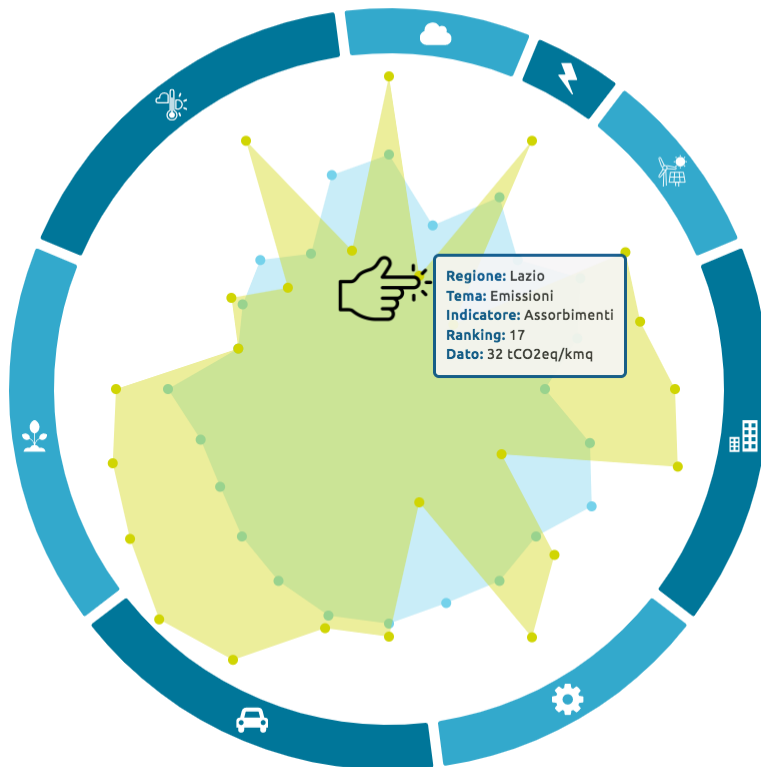 Regione: Lazio
Tema: Emissioni
Indicatore: Assorbimenti
Ranking: 17
Dato: 32 tCO2eq/kmq